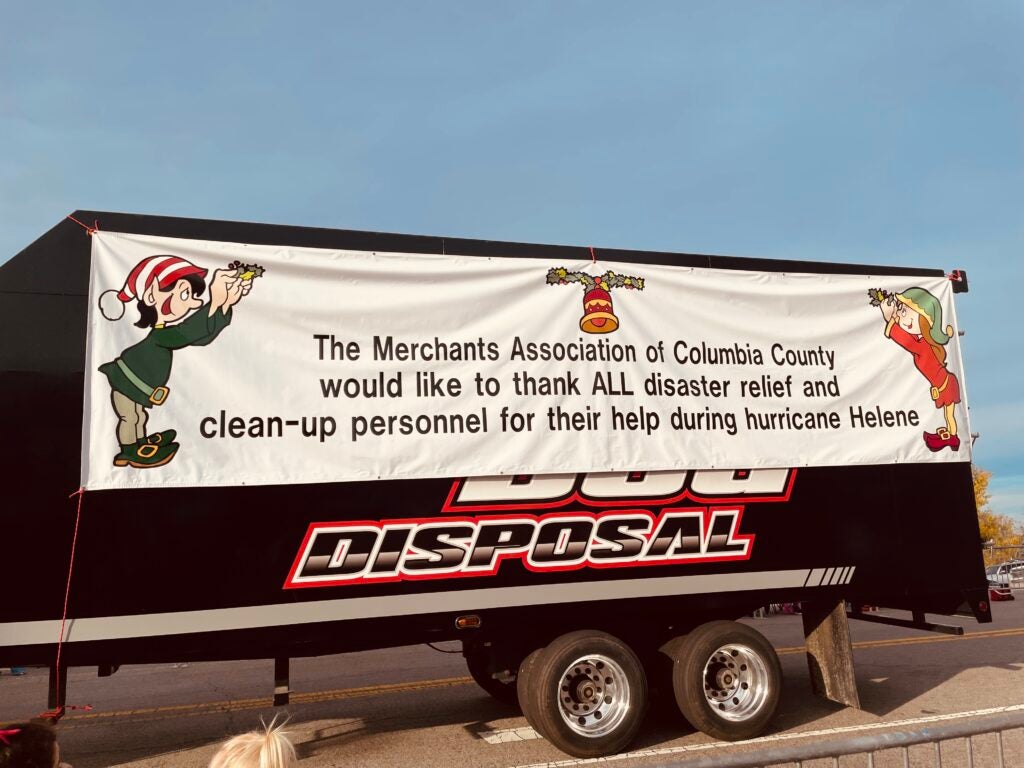 The Merchants Association of Columbia County
would like to thank ALL disaster relief and
clean-up personnel for their help during hurricane Helene
DISPOSAL